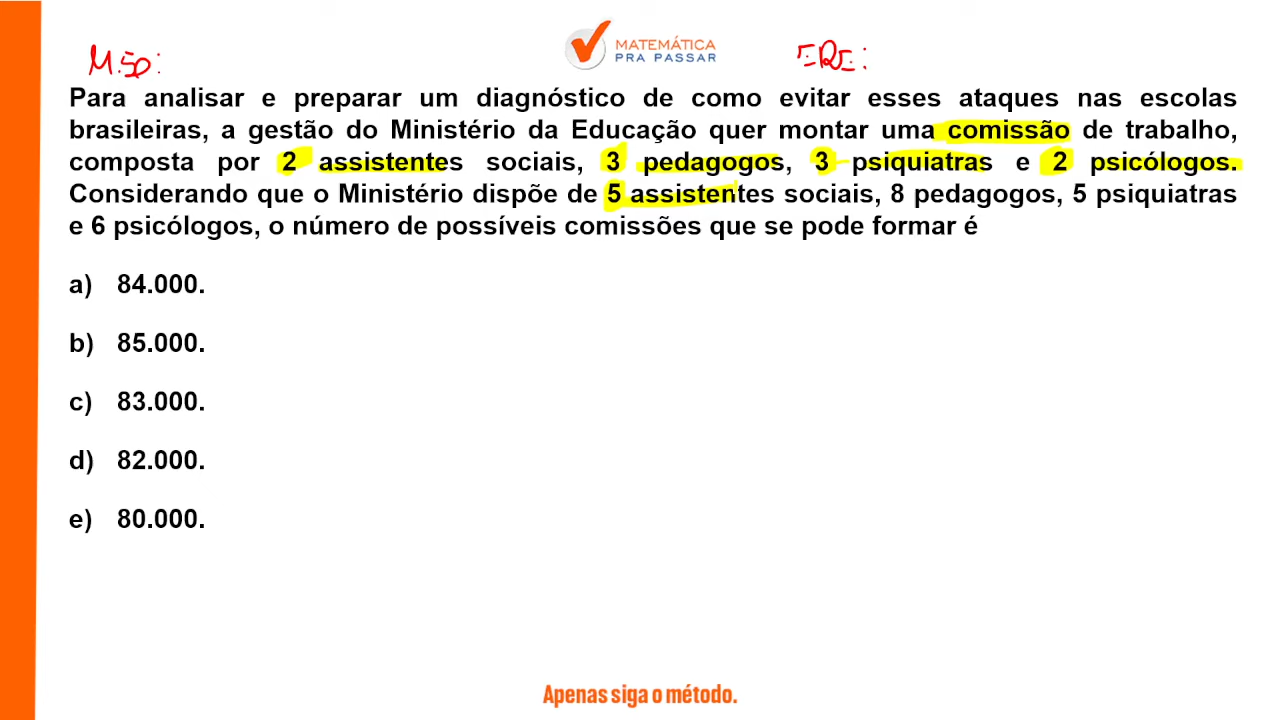 M.50:
MATEMÁTICA
PRA PASSAR
ERE:
Para analisar e preparar um diagnóstico de como evitar esses ataques nas escolas
brasileiras, a gestão do Ministério da Educação quer montar uma comissão de trabalho,
composta por 2 assistentes sociais, 3 pedagogos, 3 psiquiatras e 2 psicólogos.
Considerando que o Ministério dispõe de 5 assistentes sociais, 8 pedagogos, 5 psiquiatras
e 6 psicólogos, o número de possíveis comissões que se pode formar é
a) 84.000.
b) 85.000.
c) 83.000.
d) 82.000.
e) 80.000.
Apenas siga o método.